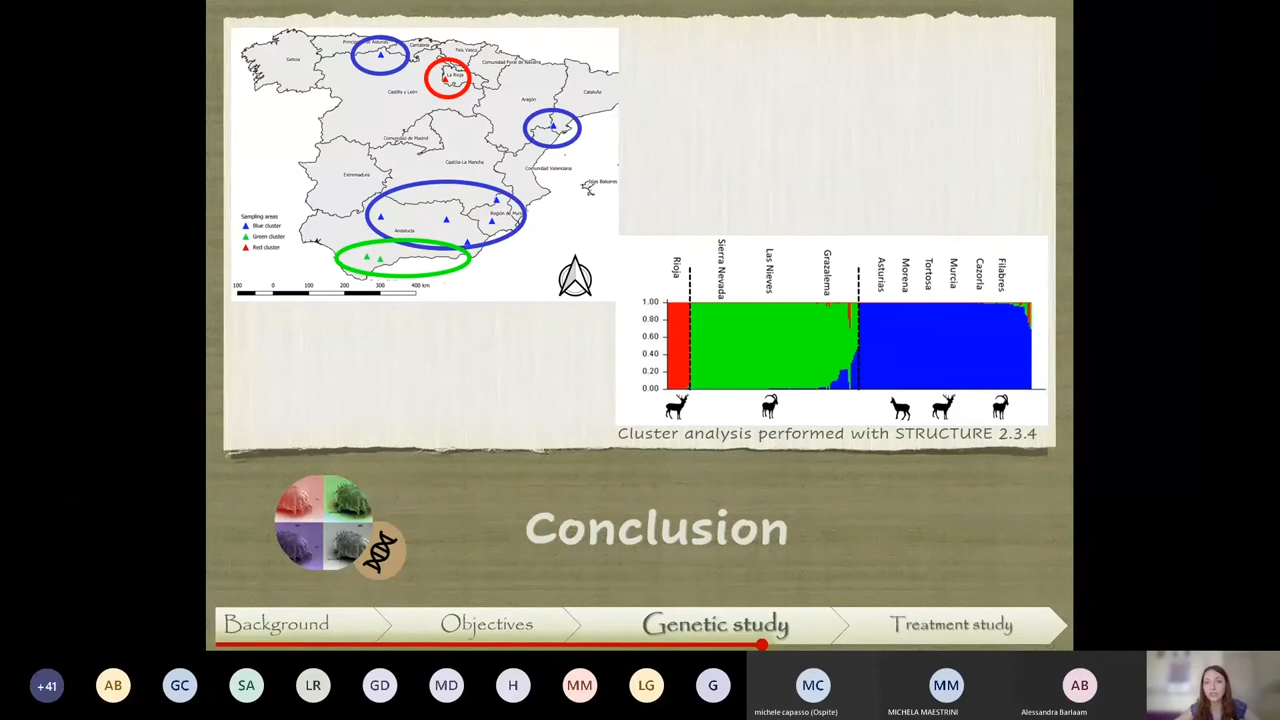 Principado de Asturias
Cantabria
País Vasco
Galicia
Comunidad Foral de Navarra
La Rioja
Castilla y León
Aragón
Cataluña
Comunidad de Madrid
Castilla-La Mancha
Comunidad Valenciana
Extremadura
Islas Baleares
Región de Mur
Andalucía
Sampling areas
Blue cluster
Green cluster
Red cluster
100 0 100 200 300 400 km
Rioja
Sierra Nevada
Las Nieves
Grazalema
Asturias
Morena
Tortosa
Murcia
Cazorla
Filabres
1.00
0.80
0.60
0.40
0.20
0.00
Cluster analysis performed with STRUCTURE 2.3.4
Conclusion
Background
Objectives
Genetic study
Treatment study
+41
AB
GC
SA
LR
GD
MD
H
MM
LG
G
MC
michele capasso (Ospite)
MM
MICHELA MAESTRINI
AB
Alessandra Barlaam